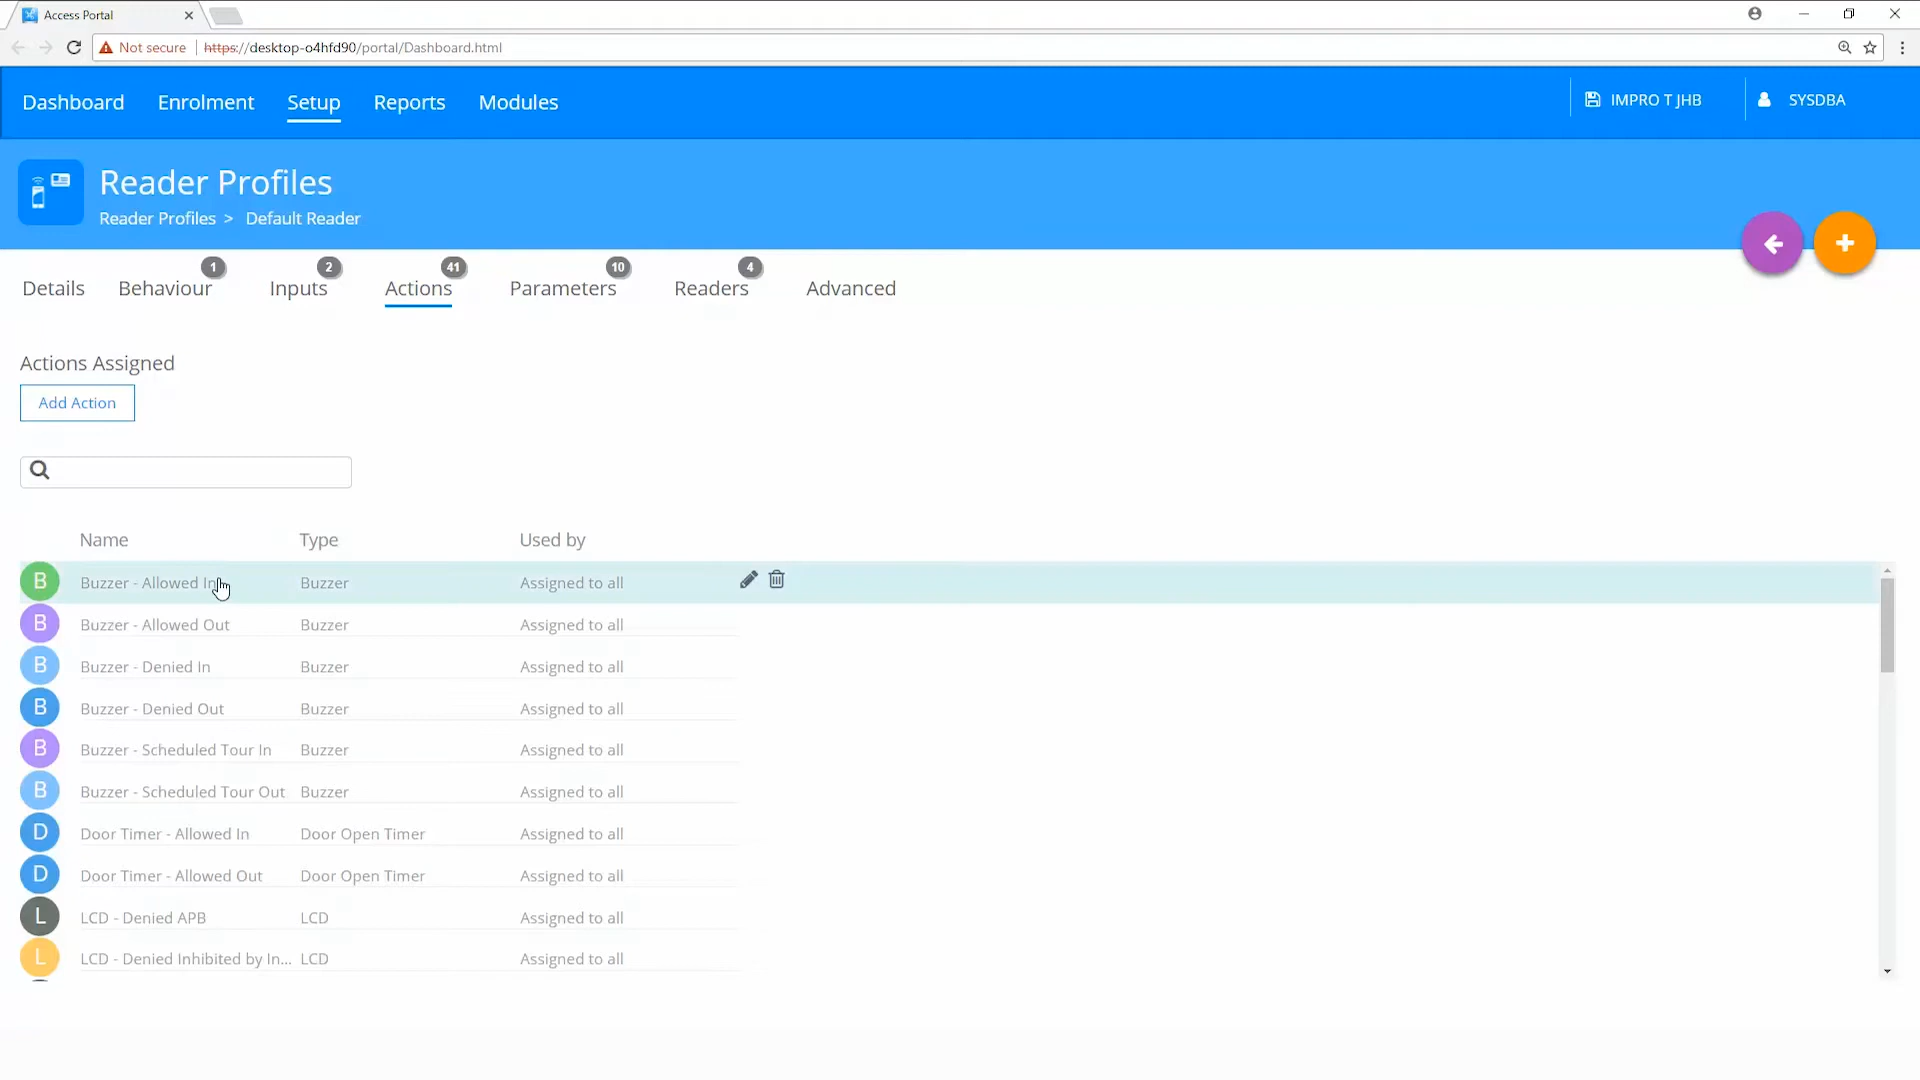 Access Portal
Not secure https://desktop-o4hfd90/portal/Dashboard.html
Dashboard Enrolment Setup Reports Modules IMPRO T JHB SYSDBA
Reader Profiles
Reader Profiles > Default Reader
1 2 41 10 4
Details Behaviour Inputs Actions Parameters Readers Advanced
Actions Assigned
Add Action
Name Type Used by
B Buzzer - Allowed In Buzzer Assigned to all
B Buzzer - Allowed Out Buzzer Assigned to all
B Buzzer - Denied In Buzzer Assigned to all
B Buzzer - Denied Out Buzzer Assigned to all
B Buzzer - Scheduled Tour In Buzzer Assigned to all
B Buzzer - Scheduled Tour Out Buzzer Assigned to all
D Door Timer - Allowed In Door Open Timer Assigned to all
D Door Timer - Allowed Out Door Open Timer Assigned to all
L LCD - Denied APB LCD Assigned to all
L LCD - Denied Inhibited by In... LCD Assigned to all